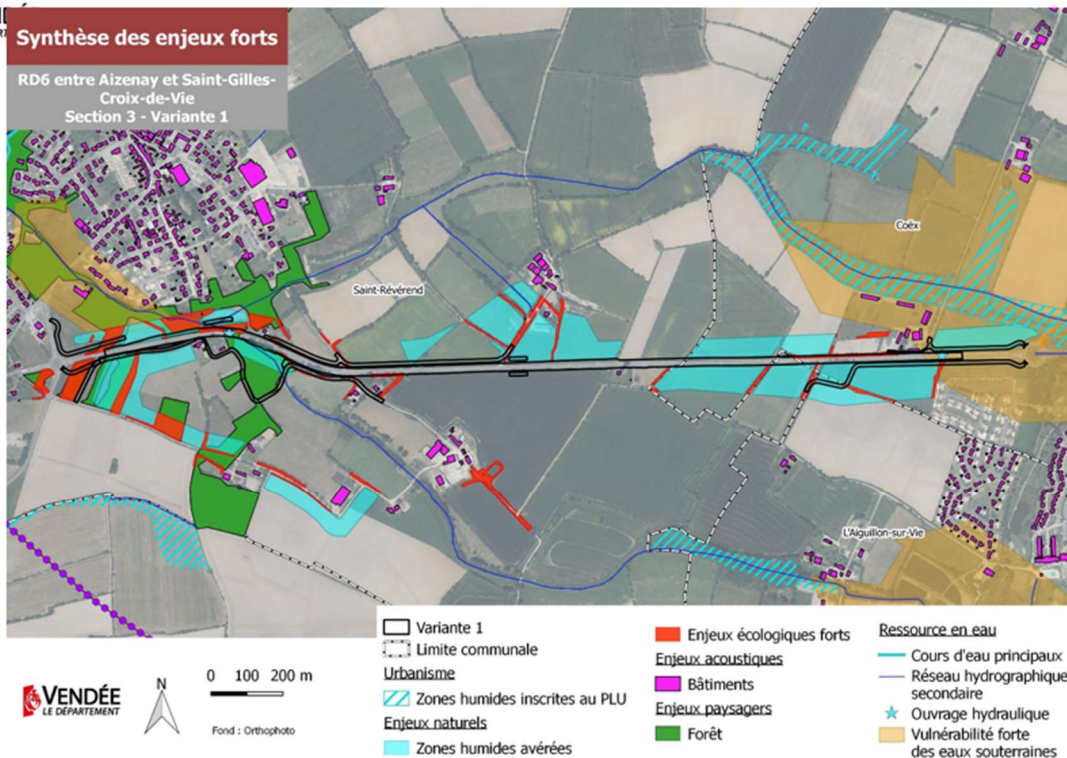 Synthèse des enjeux forts
RD6 entre Aizenay et Saint-Gilles-
Croix-de-Vie
Section 3 - Variante 1
Coëx
Saint-Révérend
L'Aiguillon-sur-Vie
VENDÉE
LE DÉPARTEMENT
N
0 100 200 m
Fond : Orthophoto
Variante 1
Limite communale
Urbanisme
Zones humides inscrites au PLU
Enjeux naturels
Zones humides avérées
Enjeux écologiques forts
Enjeux acoustiques
Bâtiments
Enjeux paysagers
Forêt
Ressource en eau
Cours d'eau principaux
Réseau hydrographique
secondaire
Ouvrage hydraulique
Vulnérabilité forte
des eaux souterraines